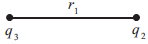 r₁
q₃ q₂